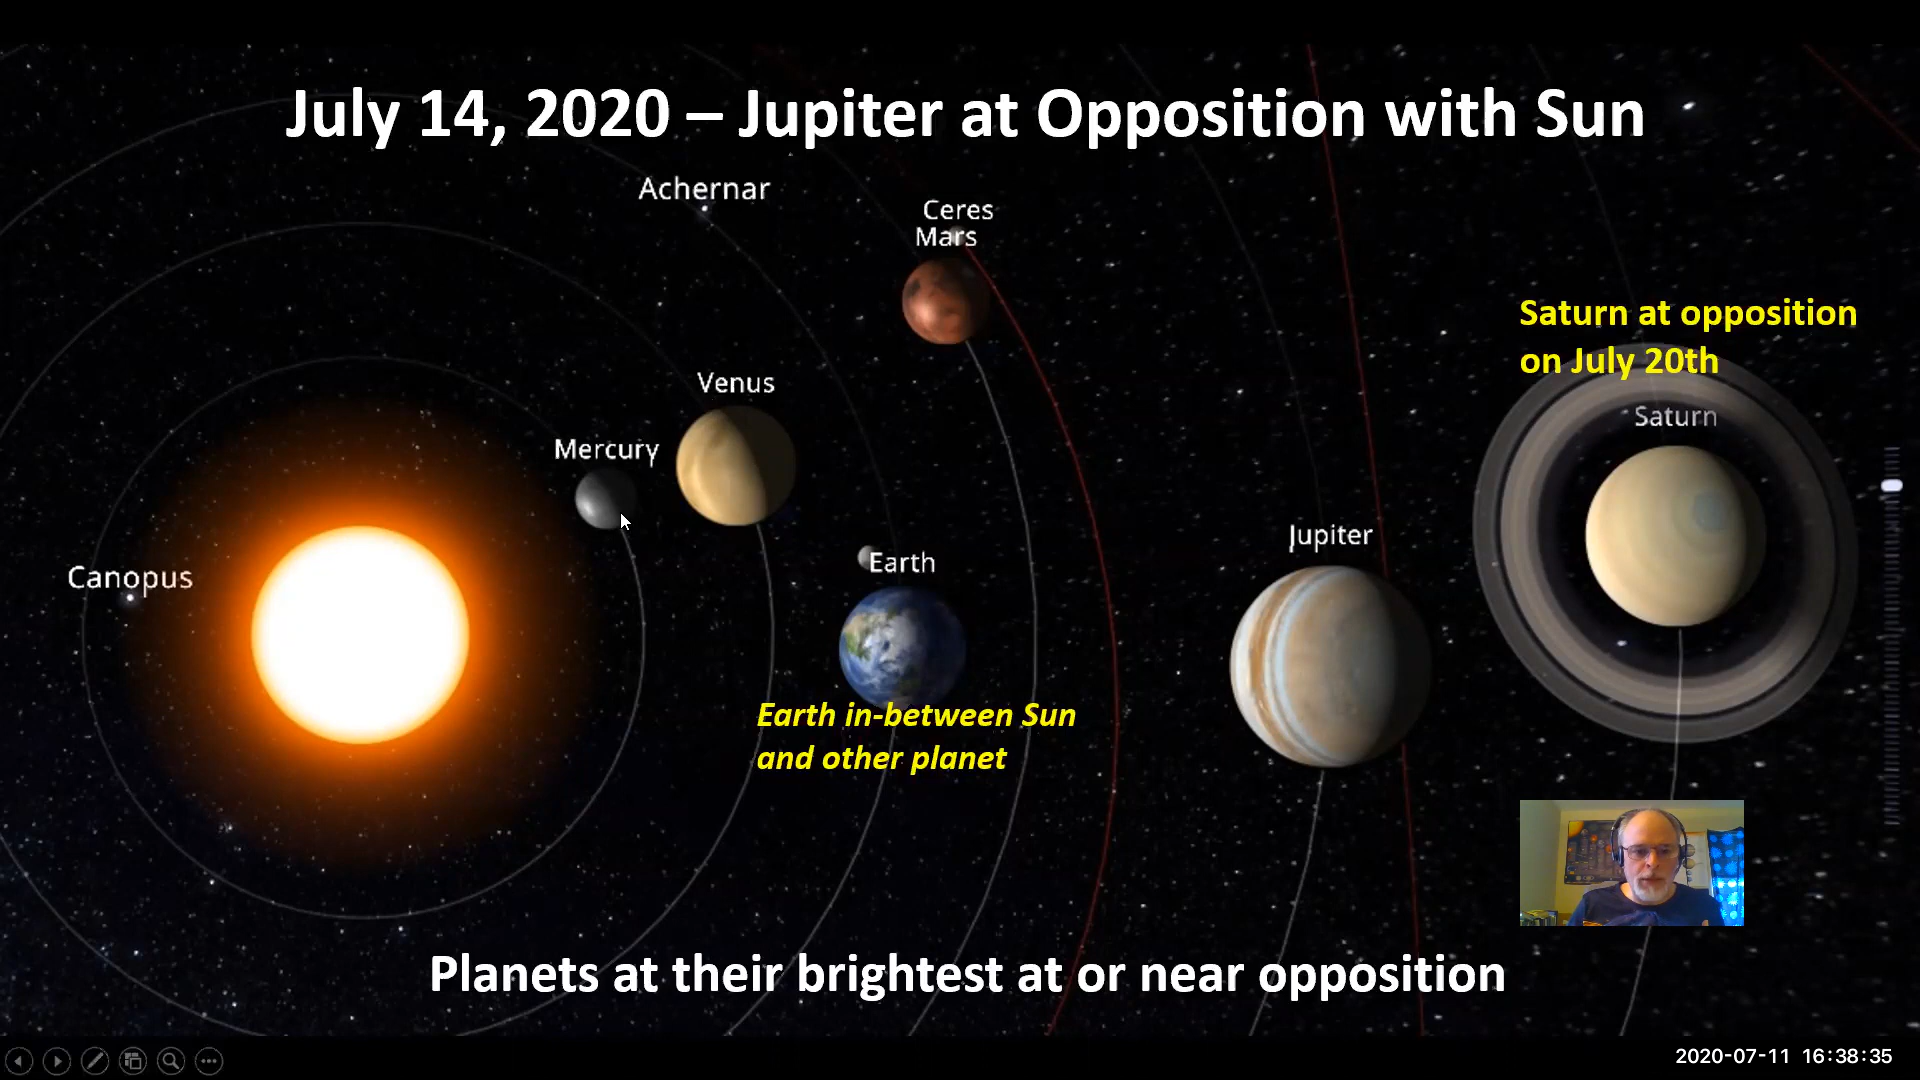 July 14, 2020 – Jupiter at Opposition with Sun
Achernar
Ceres
Mars
Saturn at opposition
on July 20th
Venus
Saturn
Mercury
Jupiter
Earth
Canopus
Earth in-between Sun
and other planet
Planets at their brightest at or near opposition
2020-07-11 16:38:35